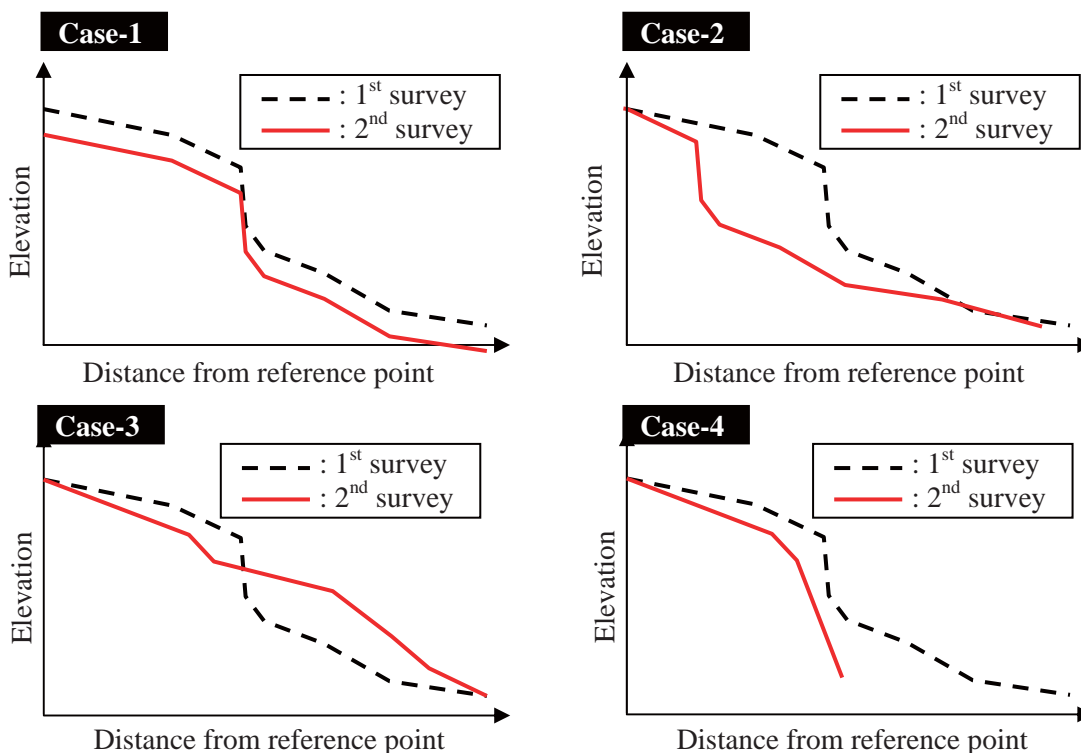 Case-1
: 1st survey
: 2nd survey
Elevation
Distance from reference point
Case-2
: 1st survey
: 2nd survey
Elevation
Distance from reference point
Case-3
: 1st survey
: 2nd survey
Elevation
Distance from reference point
Case-4
: 1st survey
: 2nd survey
Elevation
Distance from reference point